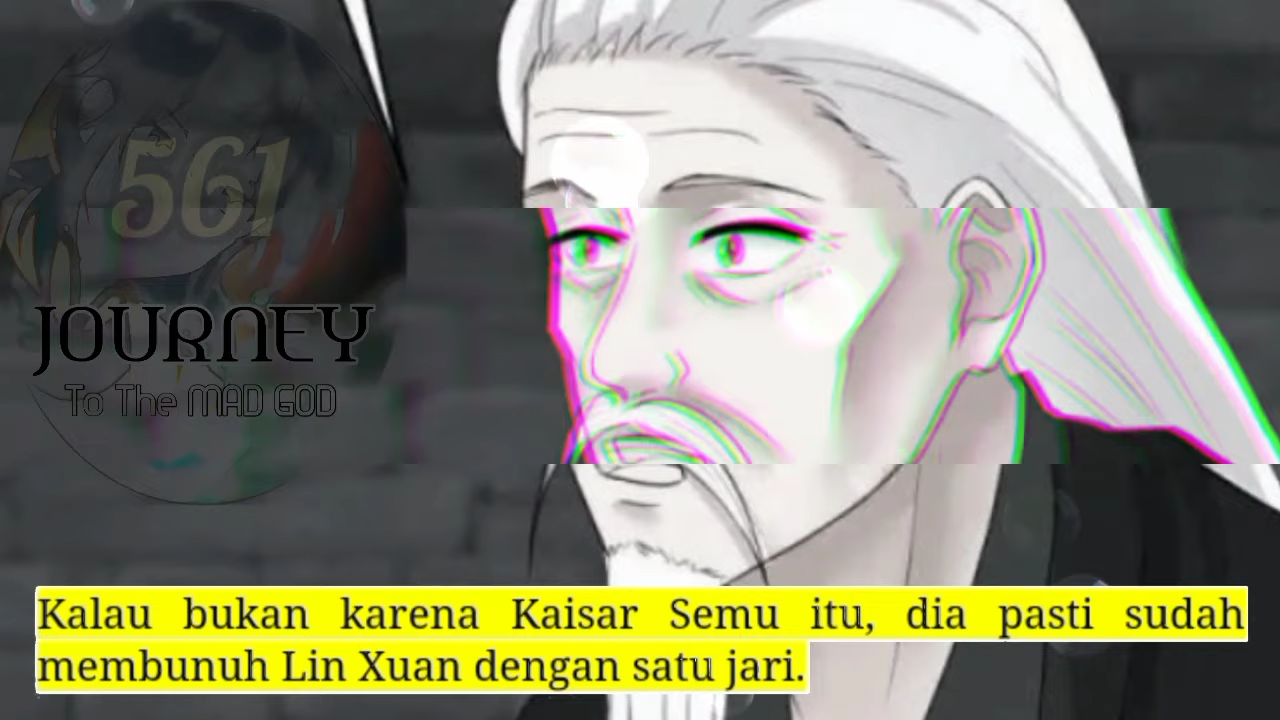 561
JOURNEY
To The MAD GOD
Kalau bukan karena Kaisar Semu itu, dia pasti sudah
membunuh Lin Xuan dengan satu jari.